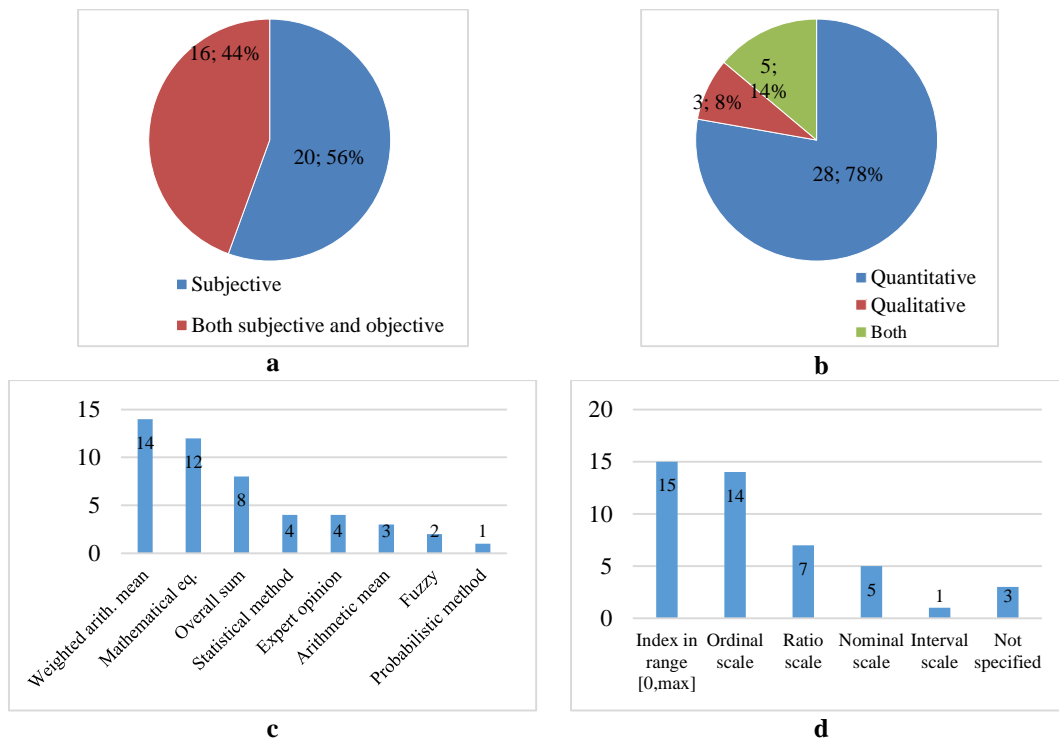 16; 44%
20; 56%
Subjective
Both subjective and objective
a
5;
14%
3; 8%
28; 78%
Quantitative
Qualitative
Both
b
15
10
5
0
14
12
8
4
4
3
2
1
Weighted arith. mean
Mathematical eq.
Overall sum
Statistical method
Expert opinion
Arithmetic mean
Fuzzy
Probabilistic method
c
20
15
10
5
0
15
14
7
5
1
3
Index in
range
[0,max]
Ordinal
scale
Ratio
scale
Nominal
scale
Interval
scale
Not
specified
d